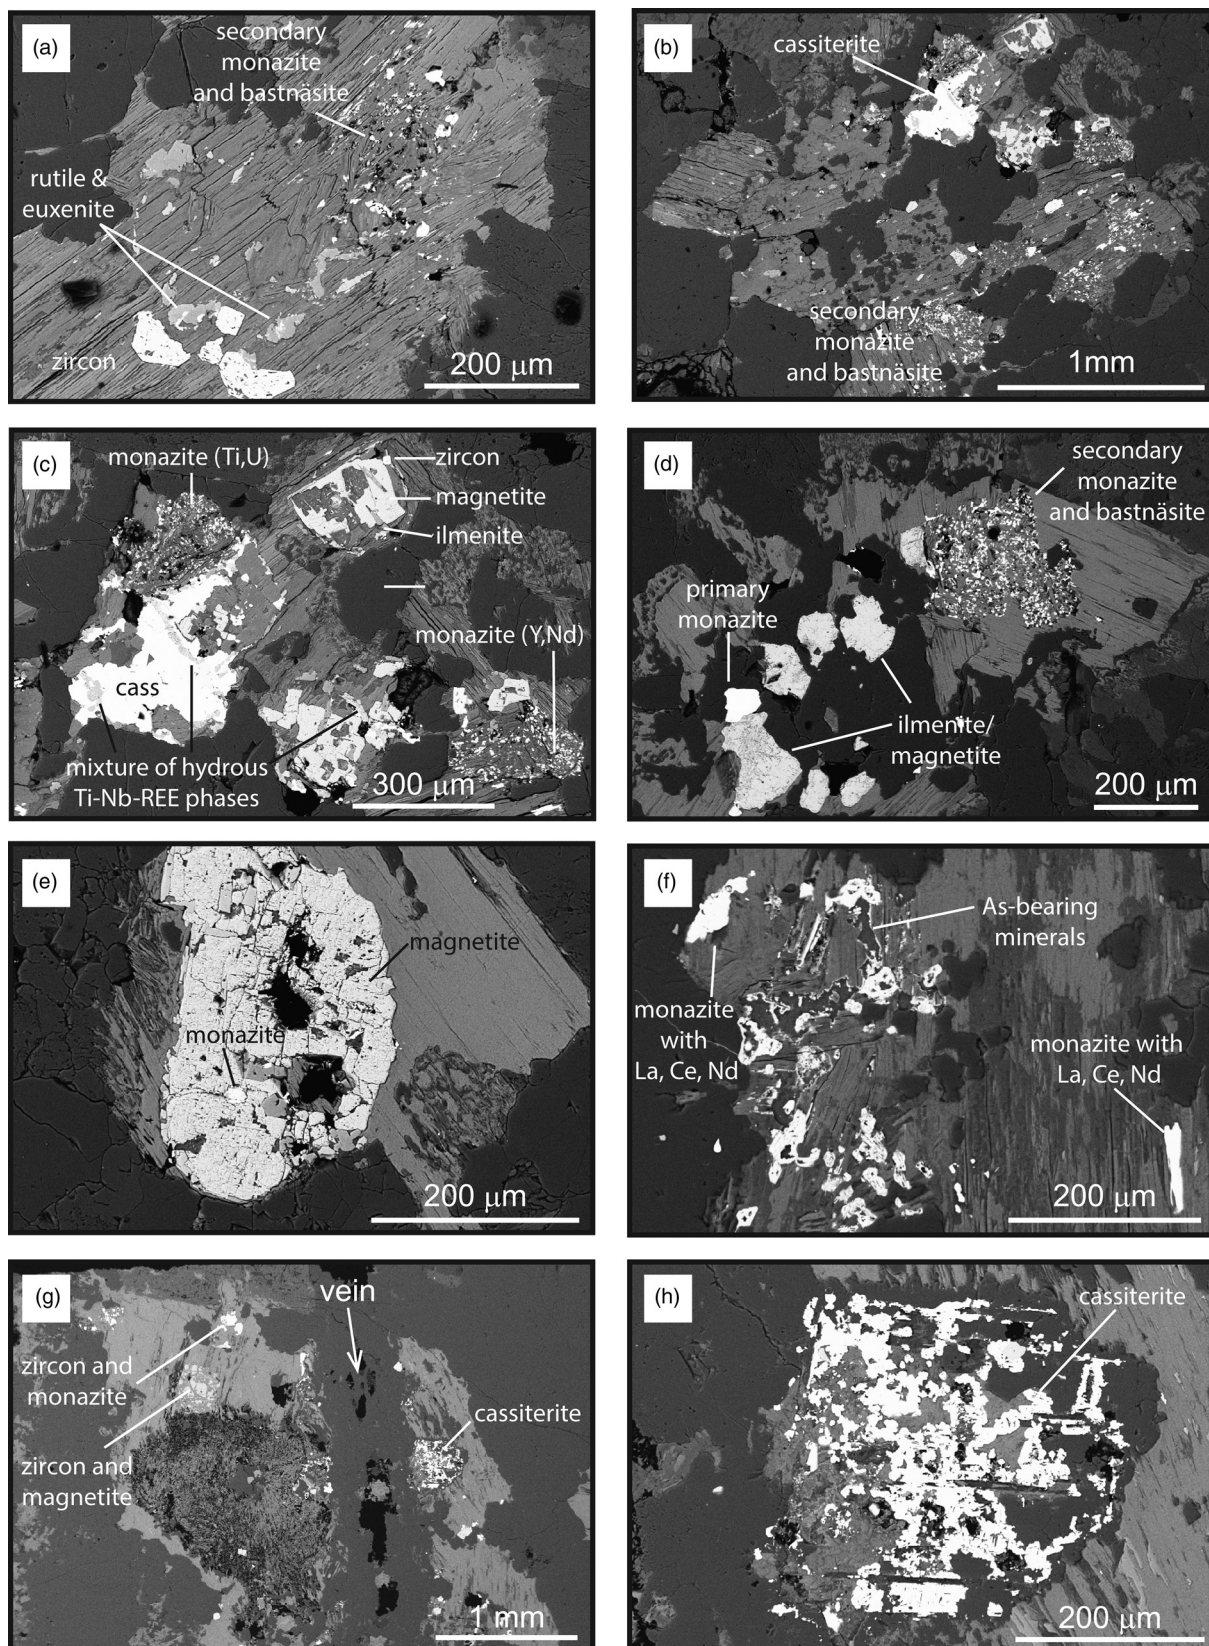 (a)
secondary
monazite
and bastnäsite
rutile &
euxenite
zircon
200 μm
(b)
cassiterite
secondary
monazite
and bastnäsite
1mm
(c)
monazite (Ti,U)
zircon
magnetite
ilmenite
monazite (Y,Nd)
cass
mixture of hydrous
Ti-Nb-REE phases
300 μm
(d)
secondary
monazite
and bastnäsite
primary
monazite
ilmenite/
magnetite
200 μm
(e)
magnetite
monazite
200 μm
(f)
As-bearing
minerals
monazite
with
La, Ce, Nd
monazite with
La, Ce, Nd
200 μm
(g)
vein
zircon and
monazite
cassiterite
zircon and
magnetite
1 mm
(h)
cassiterite
200 μm